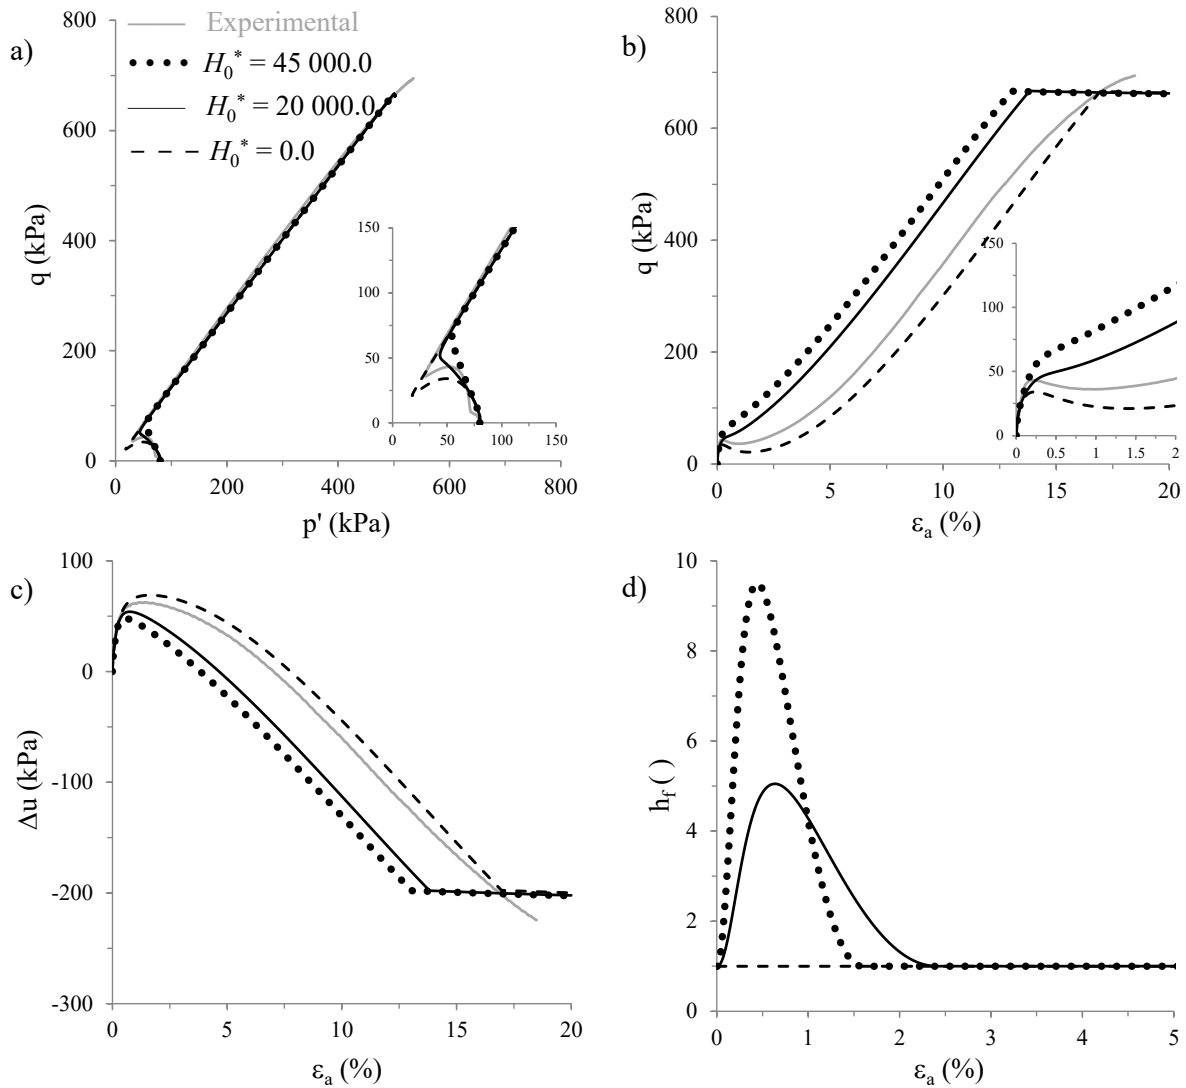 a)
Experimental
H₀* = 45 000.0
H₀* = 20 000.0
H₀* = 0.0
800
600
400
200
0
q (kPa)
0 200 400 600 800
p' (kPa)
150
100
50
0
0 50 100 150
b)
800
600
400
200
0
q (kPa)
0 5 10 15 20
εₐ (%)
150
100
50
0
0 0.5 1 1.5 2
c)
100
0
-100
-200
-300
Δu (kPa)
0 5 10 15 20
εₐ (%)
d)
10
8
6
4
2
0
h_f ( )
0 1 2 3 4 5
εₐ (%)